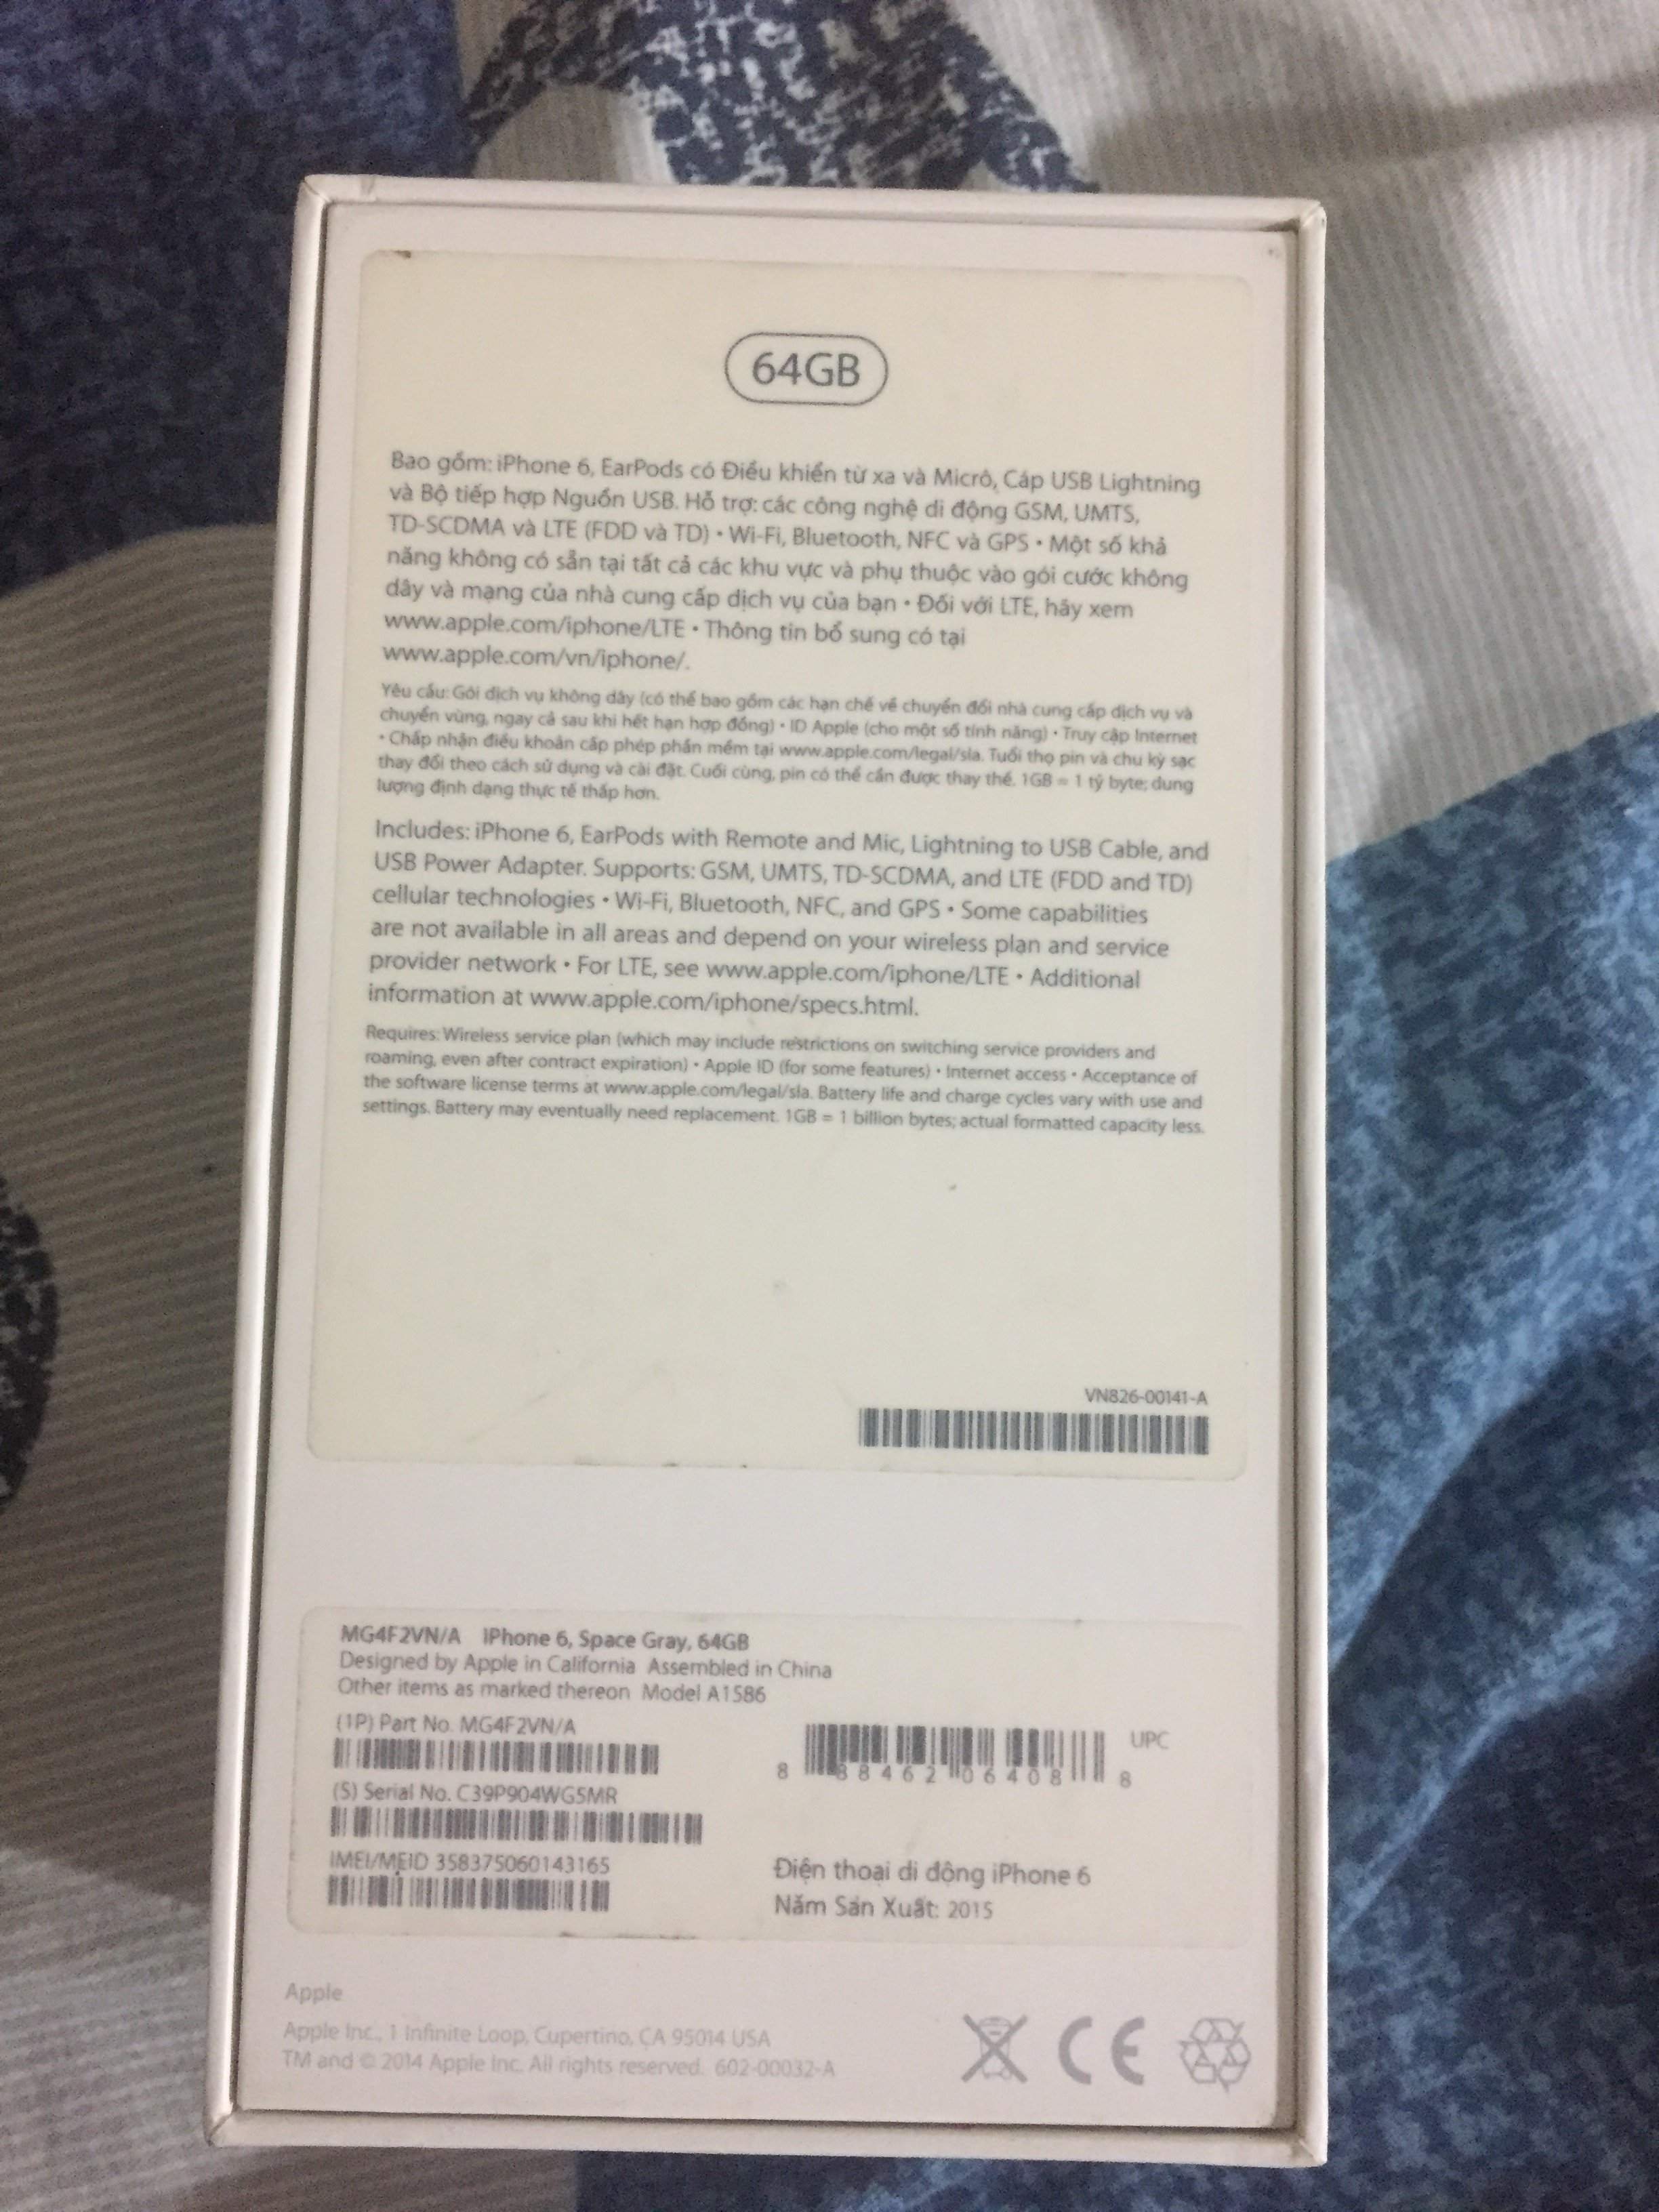 64GB
Bao gồm: iPhone 6, EarPods có Điều khiển từ xa và Micrô, Cáp USB Lightning
và Bộ tiếp hợp Nguồn USB. Hỗ trợ: các công nghệ di động GSM, UMTS,
TD-SCDMA và LTE (FDD và TD) • Wi-Fi, Bluetooth, NFC và GPS • Một số khả
năng không có sẵn tại tất cả các khu vực và phụ thuộc vào gói cước không
dây và mạng của nhà cung cấp dịch vụ của bạn • Đối với LTE, hãy xem
www.apple.com/iphone/LTE • Thông tin bổ sung có tại
www.apple.com/vn/iphone/.
Yêu cầu: Gói dịch vụ không dây (có thể bao gồm các hạn chế về chuyển đổi nhà cung cấp dịch vụ và
chuyển vùng, ngay cả sau khi hết hạn hợp đồng) • ID Apple (cho một số tính năng) • Truy cập Internet
• Chấp nhận điều khoản cấp phép phần mềm tại www.apple.com/legal/sla. Tuổi thọ pin và chu kỳ sạc
thay đổi theo cách sử dụng và cài đặt. Cuối cùng, pin có thể cần được thay thế. 1GB = 1 tỷ byte; dung
lượng định dạng thực tế thấp hơn.
Includes: iPhone 6, EarPods with Remote and Mic, Lightning to USB Cable, and
USB Power Adapter. Supports: GSM, UMTS, TD-SCDMA, and LTE (FDD and TD)
cellular technologies • Wi-Fi, Bluetooth, NFC, and GPS • Some capabilities
are not available in all areas and depend on your wireless plan and service
provider network • For LTE, see www.apple.com/iphone/LTE • Additional
information at www.apple.com/iphone/specs.html.
Requires: Wireless service plan (which may include restrictions on switching service providers and
roaming, even after contract expiration) • Apple ID (for some features) • Internet access • Acceptance of
the software license terms at www.apple.com/legal/sla. Battery life and charge cycles vary with use and
settings. Battery may eventually need replacement. 1GB = 1 billion bytes; actual formatted capacity less.
VN826-00141-A
MG4F2VN/A iPhone 6, Space Gray, 64GB
Designed by Apple in California Assembled in China
Other items as marked thereon Model A1586
(1P) Part No. MG4F2VN/A
UPC
8 88462 06408 8
(S) Serial No. C39P904WG5MR
IMEI/MEID 358375060143165
Điện thoại di động iPhone 6
Năm Sản Xuất: 2015
Apple
Apple Inc., 1 Infinite Loop, Cupertino, CA 95014 USA
TM and © 2014 Apple Inc. All rights reserved. 602-00032-A
CE